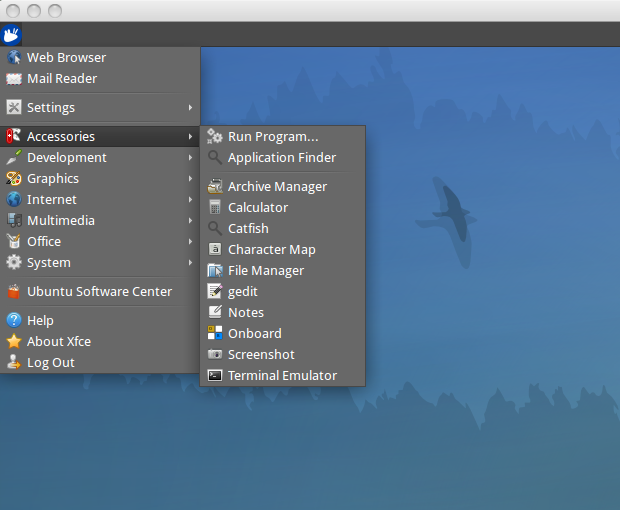 Web Browser
Mail Reader
Settings
Accessories
Development
Graphics
Internet
Multimedia
Office
System
Ubuntu Software Center
Help
About Xfce
Log Out
Run Program...
Application Finder
Archive Manager
Calculator
Catfish
Character Map
File Manager
gedit
Notes
Onboard
Screenshot
Terminal Emulator